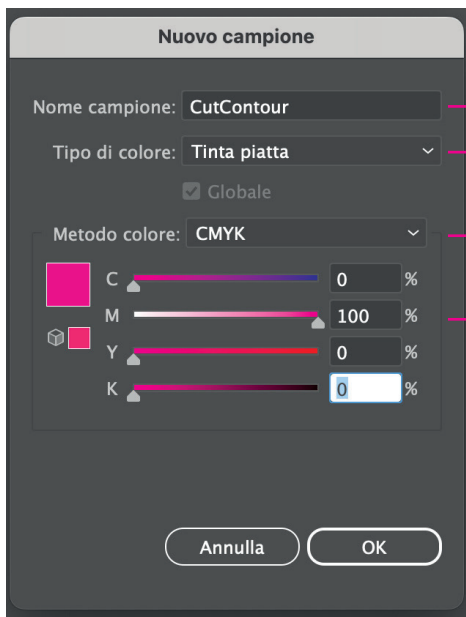 Nuovo campione
Nome campione: CutContour
Tipo di colore: Tinta piatta
Globale
Metodo colore: CMYK
C 0 %
M 100 %
Y 0 %
K 0 %
Annulla OK